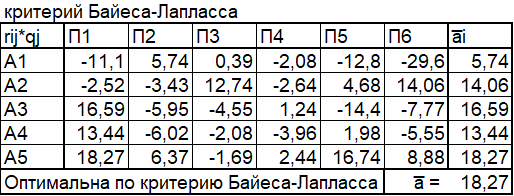 критерий Байеса-Лапласса
rij*qj П1 П2 П3 П4 П5 П6 a̅i
A1 -11,1 5,74 0,39 -2,08 -12,8 -29,6 5,74
A2 -2,52 -3,43 12,74 -2,64 4,68 14,06 14,06
A3 16,59 -5,95 -4,55 1,24 -14,4 -7,77 16,59
A4 13,44 -6,02 -2,08 -3,96 1,98 -5,55 13,44
A5 18,27 6,37 -1,69 2,44 16,74 8,88 18,27
Оптимальна по критерию Байеса-Лапласса a̅ = 18,27